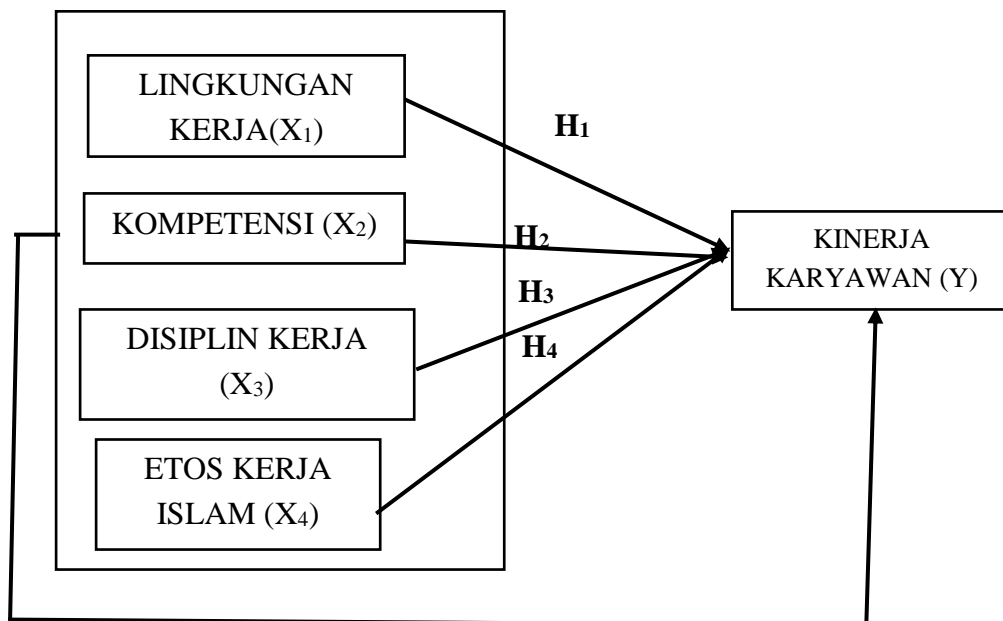 LINGKUNGAN
KERJA(X₁)
H₁
KOMPETENSI (X₂)
H₂
KINERJA
KARYAWAN (Y)
H₃
DISIPLIN KERJA
(X₃)
H₄
ETOS KERJA
ISLAM (X₄)